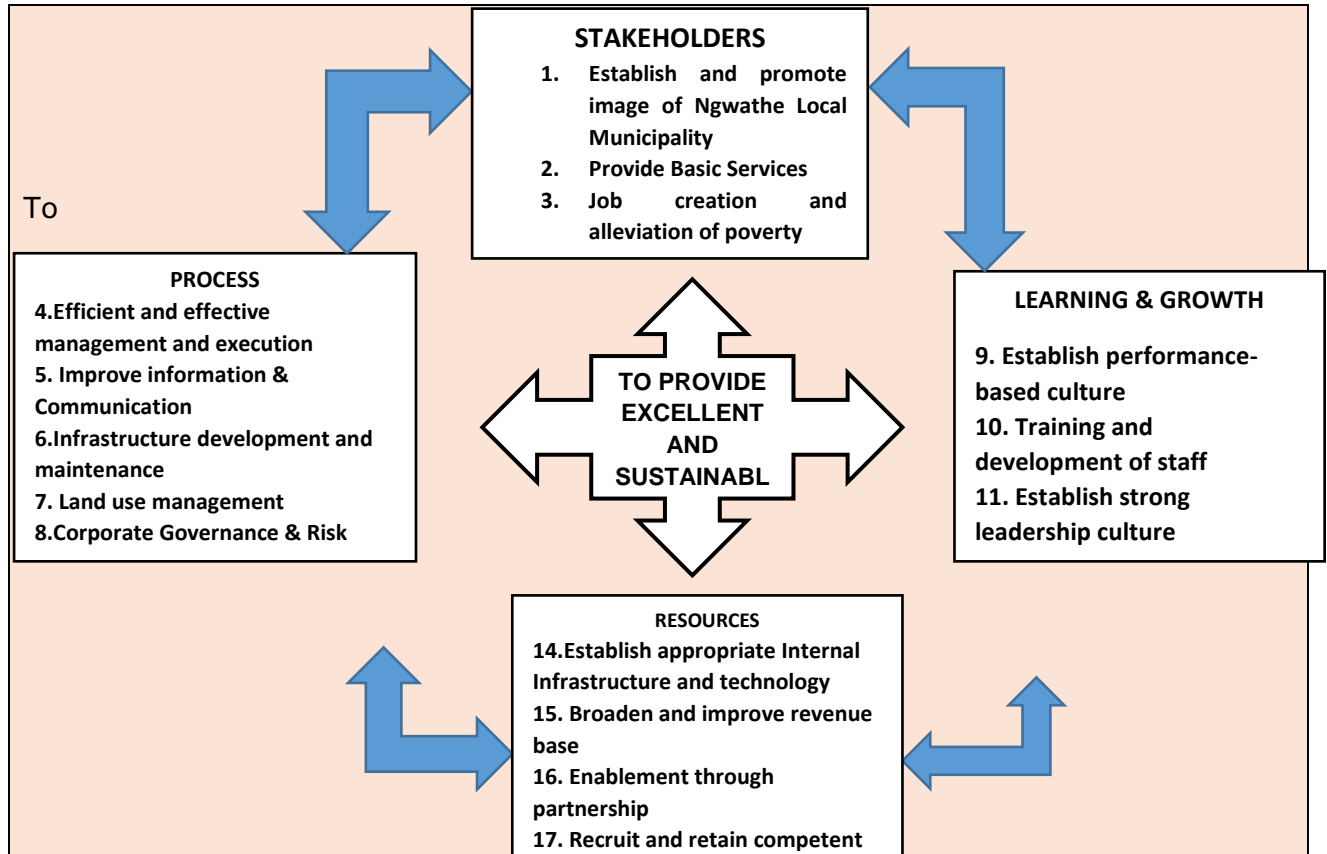 STAKEHOLDERS
1. Establish and promote
image of Ngwathe Local
Municipality
2. Provide Basic Services
3. Job creation and
alleviation of poverty
To
PROCESS
4.Efficient and effective
management and execution
5. Improve information &
Communication
6.Infrastructure development and
maintenance
7. Land use management
8.Corporate Governance & Risk
TO PROVIDE
EXCELLENT
AND
SUSTAINABL
LEARNING & GROWTH
9. Establish performance-
based culture
10. Training and
development of staff
11. Establish strong
leadership culture
RESOURCES
14.Establish appropriate Internal
Infrastructure and technology
15. Broaden and improve revenue
base
16. Enablement through
partnership
17. Recruit and retain competent